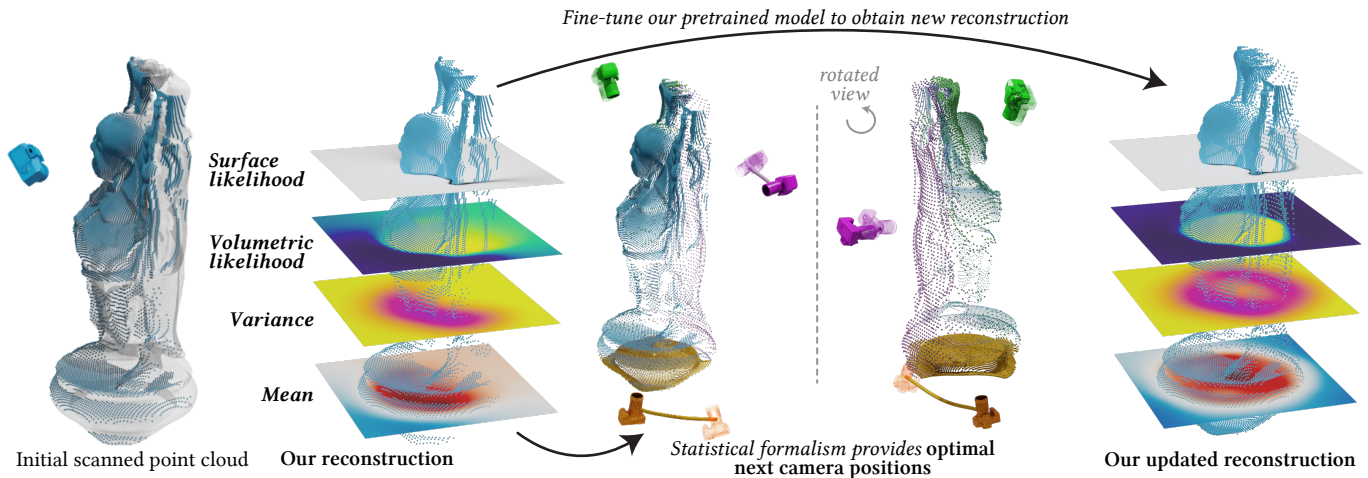 Fine-tune our pretrained model to obtain new reconstruction
rotated
view
Surface
likelihood
Volumetric
likelihood
Variance
Mean
Initial scanned point cloud
Our reconstruction
Statistical formalism provides optimal
next camera positions
Our updated reconstruction